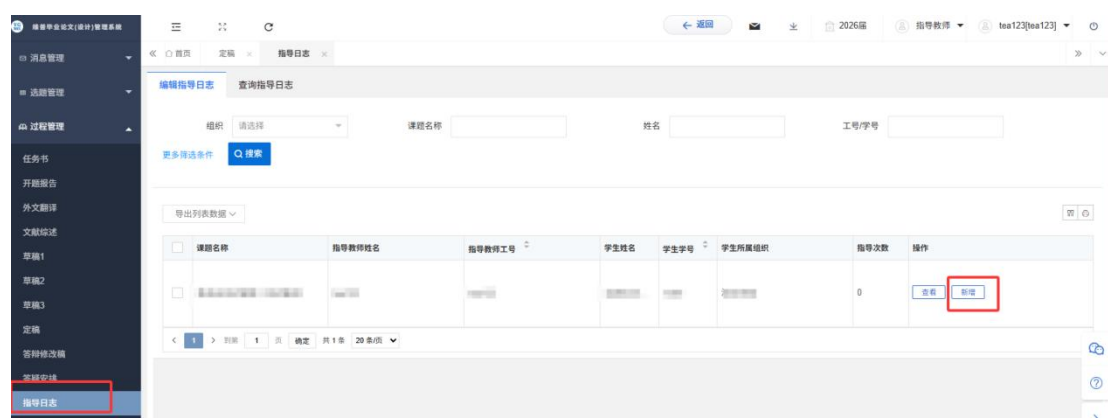 维普毕业论文(设计)管理系统
返回
2026届
指导教师
tea123[tea123]
消息管理
首页
定稿
指导日志
选题管理
编辑指导日志
查询指导日志
过程管理
组织
请选择
课题名称
姓名
工号/学号
更多筛选条件
搜索
任务书
开题报告
外文翻译
文献综述
草稿1
草稿2
草稿3
定稿
答辩修改稿
答辩安排
指导日志
导出列表数据
课题名称
指导教师姓名
指导教师工号
学生姓名
学生学号
学生所属组织
指导次数
操作
0
查看
新增
1
到第
1
页
确定
共 1 条
20 条/页